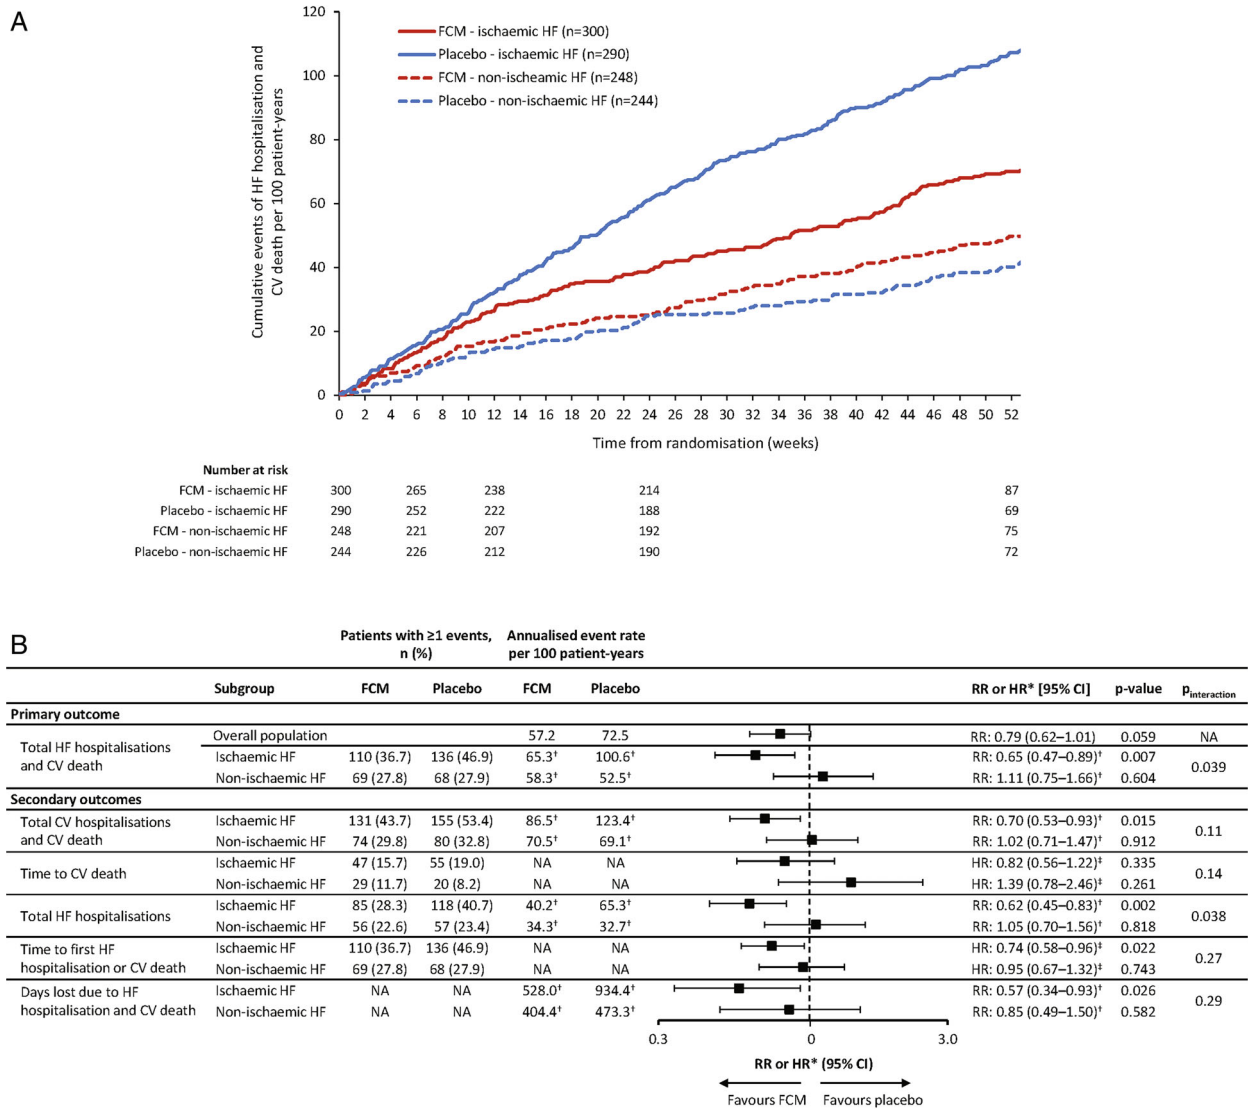 A
Cumulative events of HF hospitalisation and
CV death per 100 patient-years
120
100
80
60
40
20
0
FCM - ischaemic HF (n=300)
Placebo - ischaemic HF (n=290)
FCM - non-ischeamic HF (n=248)
Placebo - non-ischaemic HF (n=244)
0 2 4 6 8 10 12 14 16 18 20 22 24 26 28 30 32 34 36 38 40 42 44 46 48 50 52
Time from randomisation (weeks)
Number at risk
FCM - ischaemic HF 300 265 238 214 87
Placebo - ischaemic HF 290 252 222 188 69
FCM - non-ischaemic HF 248 221 207 192 75
Placebo - non-ischaemic HF 244 226 212 190 72
B
Patients with ≥1 events, Annualised event rate
n (%) per 100 patient-years
Subgroup FCM Placebo FCM Placebo RR or HR* [95% CI] p-value Pinteraction
Primary outcome
Overall population 57.2 72.5 RR: 0.79 (0.62–1.01) 0.059 NA
Total HF hospitalisations
and CV death
Ischaemic HF 110 (36.7) 136 (46.9) 65.3† 100.6† RR: 0.65 (0.47–0.89)† 0.007
0.039
Non-ischaemic HF 69 (27.8) 68 (27.9) 58.3† 52.5† RR: 1.11 (0.75–1.66)† 0.604
Secondary outcomes
Total CV hospitalisations
and CV death
Ischaemic HF 131 (43.7) 155 (53.4) 86.5† 123.4† RR: 0.70 (0.53–0.93)† 0.015
0.11
Non-ischaemic HF 74 (29.8) 80 (32.8) 70.5† 69.1† RR: 1.02 (0.71–1.47)† 0.912
Time to CV death
Ischaemic HF 47 (15.7) 55 (19.0) NA NA HR: 0.82 (0.56–1.22)‡ 0.335
0.14
Non-ischaemic HF 29 (11.7) 20 (8.2) NA NA HR: 1.39 (0.78–2.46)‡ 0.261
Total HF hospitalisations
Ischaemic HF 85 (28.3) 118 (40.7) 40.2† 65.3† RR: 0.62 (0.45–0.83)† 0.002
0.038
Non-ischaemic HF 56 (22.6) 57 (23.4) 34.3† 32.7† RR: 1.05 (0.70–1.56)† 0.818
Time to first HF
hospitalisation or CV death
Ischaemic HF 110 (36.7) 136 (46.9) NA NA HR: 0.74 (0.58–0.96)‡ 0.022
0.27
Non-ischaemic HF 69 (27.8) 68 (27.9) NA NA HR: 0.95 (0.67–1.32)‡ 0.743
Days lost due to HF
hospitalisation and CV death
Ischaemic HF NA NA 528.0† 934.4† RR: 0.57 (0.34–0.93)† 0.026
0.29
Non-ischaemic HF NA NA 404.4† 473.3† RR: 0.85 (0.49–1.50)† 0.582
0.3 0 3.0
RR or HR* (95% CI)
Favours FCM Favours placebo